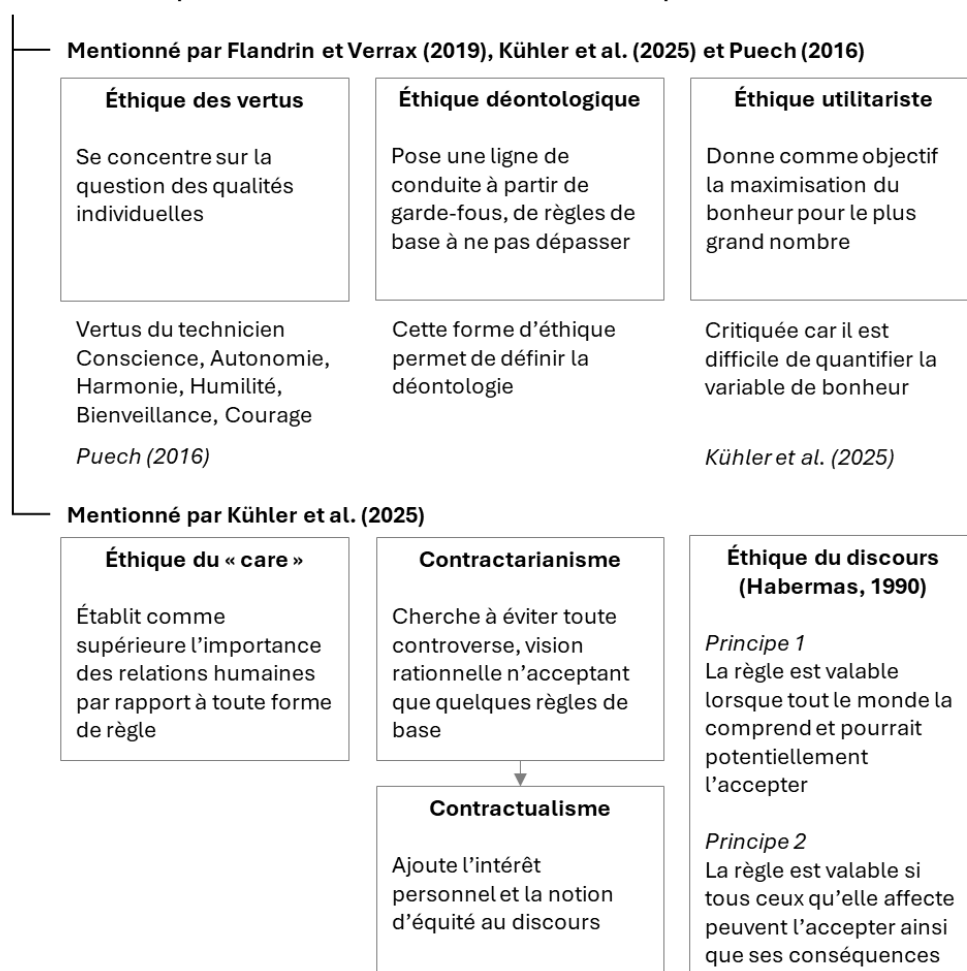 Mentionné par Flandrin et Verrax (2019), Kühler et al. (2025) et Puech (2016)
Éthique des vertus
Se concentre sur la
question des qualités
individuelles
Vertus du technicien
Conscience, Autonomie,
Harmonie, Humilité,
Bienveillance, Courage
Puech (2016)
Éthique déontologique
Pose une ligne de
conduite à partir de
garde-fous, de règles de
base à ne pas dépasser
Cette forme d’éthique
permet de définir la
déontologie
Éthique utilitariste
Donne comme objectif
la maximisation du
bonheur pour le plus
grand nombre
Critiquée car il est
difficile de quantifier la
variable de bonheur
Kühler et al. (2025)
Mentionné par Kühler et al. (2025)
Éthique du « care »
Établit comme
supérieure l’importance
des relations humaines
par rapport à toute forme
de règle
Contractarianisme
Cherche à éviter toute
controverse, vision
rationnelle n’acceptant
que quelques règles de
base
Contractualisme
Ajoute l’intérêt
personnel et la notion
d’équité au discours
Éthique du discours
(Habermas, 1990)
Principe 1
La règle est valable
lorsque tout le monde la
comprend et pourrait
potentiellement
l’accepter
Principe 2
La règle est valable si
tous ceux qu’elle affecte
peuvent l’accepter ainsi
que ses conséquences